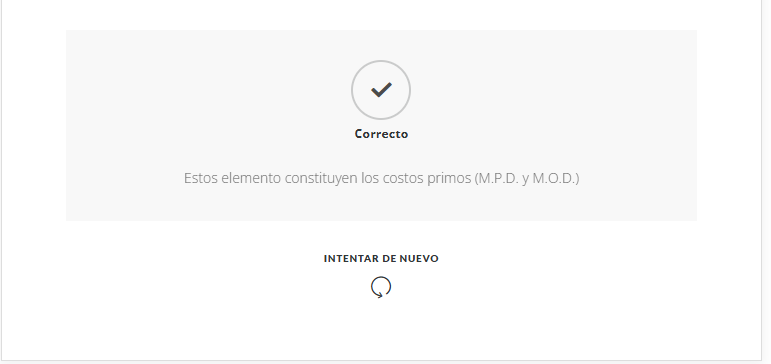 Correcto
Estos elemento constituyen los costos primos (M.P.D. y M.O.D.)
INTENTAR DE NUEVO